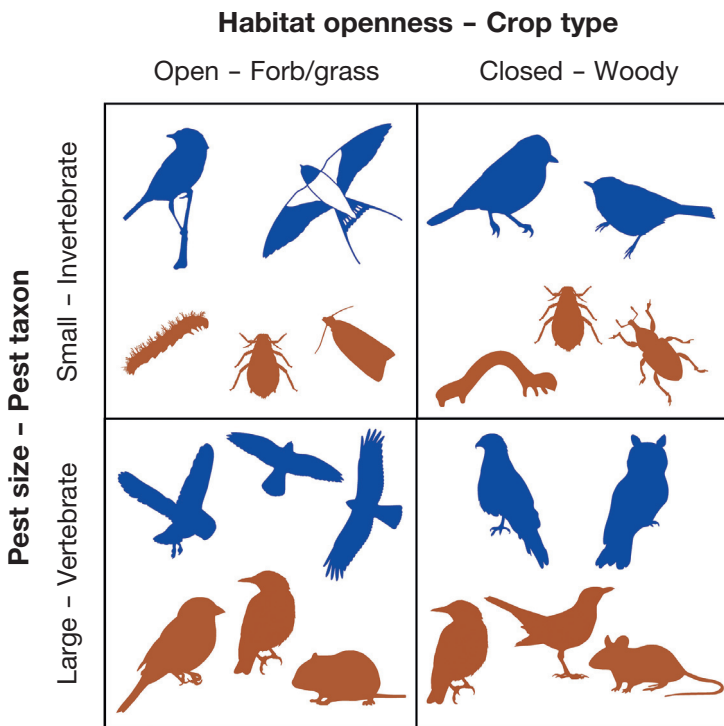 Habitat openness – Crop type
Open – Forb/grass
Closed – Woody
Pest size – Pest taxon
Small – Invertebrate
Large – Vertebrate